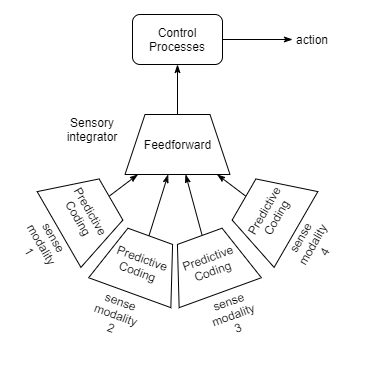 Control
Processes
action
Sensory
integrator
Feedforward
Predictive
Coding
sense
modality
1
Predictive
Coding
sense
modality
2
Predictive
Coding
sense
modality
3
Predictive
Coding
sense
modality
4